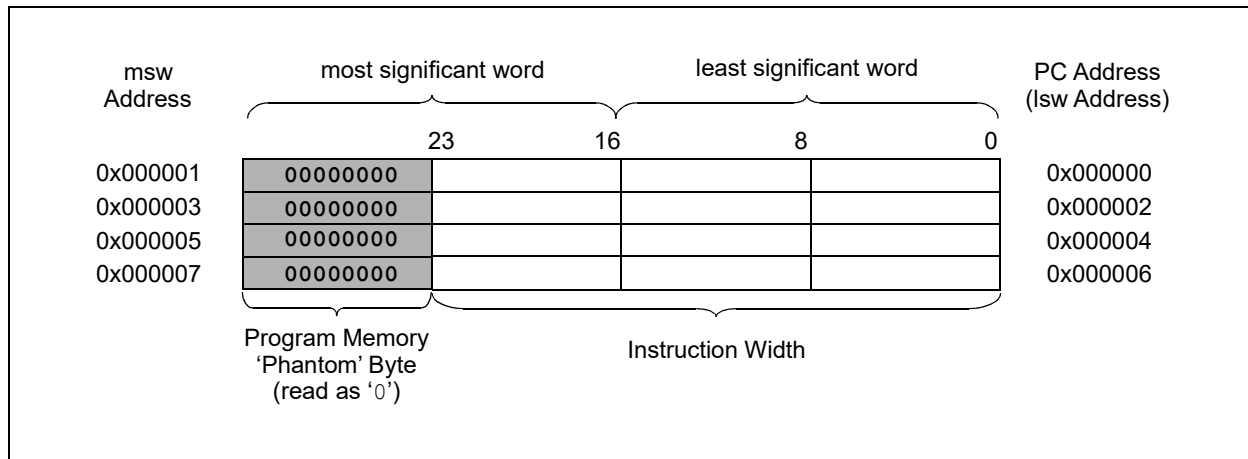 msw
Address
most significant word
least significant word
PC Address
(lsw Address)
23
16
8
0
0x000001
00000000
0x000000
0x000003
00000000
0x000002
0x000005
00000000
0x000004
0x000007
00000000
0x000006
Program Memory
‘Phantom’ Byte
(read as ‘0’)
Instruction Width